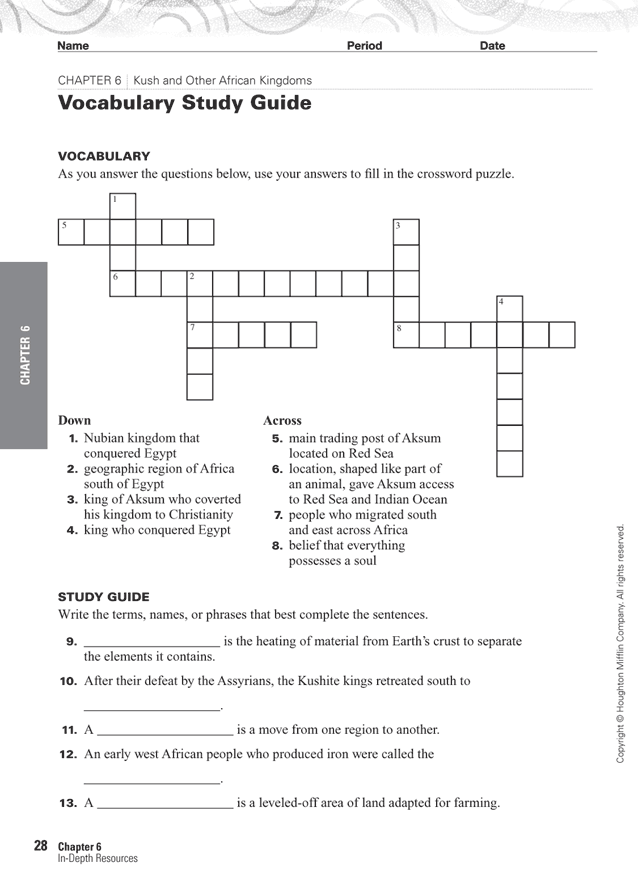 Name Period Date
CHAPTER 6 | Kush and Other African Kingdoms
Vocabulary Study Guide
VOCABULARY
As you answer the questions below, use your answers to fill in the crossword puzzle.
1
5
3
6
2
4
7
8
CHAPTER 6
Down
1. Nubian kingdom that
conquered Egypt
2. geographic region of Africa
south of Egypt
3. king of Aksum who coverted
his kingdom to Christianity
4. king who conquered Egypt
Across
5. main trading post of Aksum
located on Red Sea
6. location, shaped like part of
an animal, gave Aksum access
to Red Sea and Indian Ocean
7. people who migrated south
and east across Africa
8. belief that everything
possesses a soul
STUDY GUIDE
Write the terms, names, or phrases that best complete the sentences.
9. ____________________ is the heating of material from Earth's crust to separate
the elements it contains.
10. After their defeat by the Assyrians, the Kushite kings retreated south to
____________________.
11. A ____________________ is a move from one region to another.
12. An early west African people who produced iron were called the
____________________.
13. A ____________________ is a leveled-off area of land adapted for farming.
Copyright © Houghton Mifflin Company. All rights reserved.
28 Chapter 6
In-Depth Resources